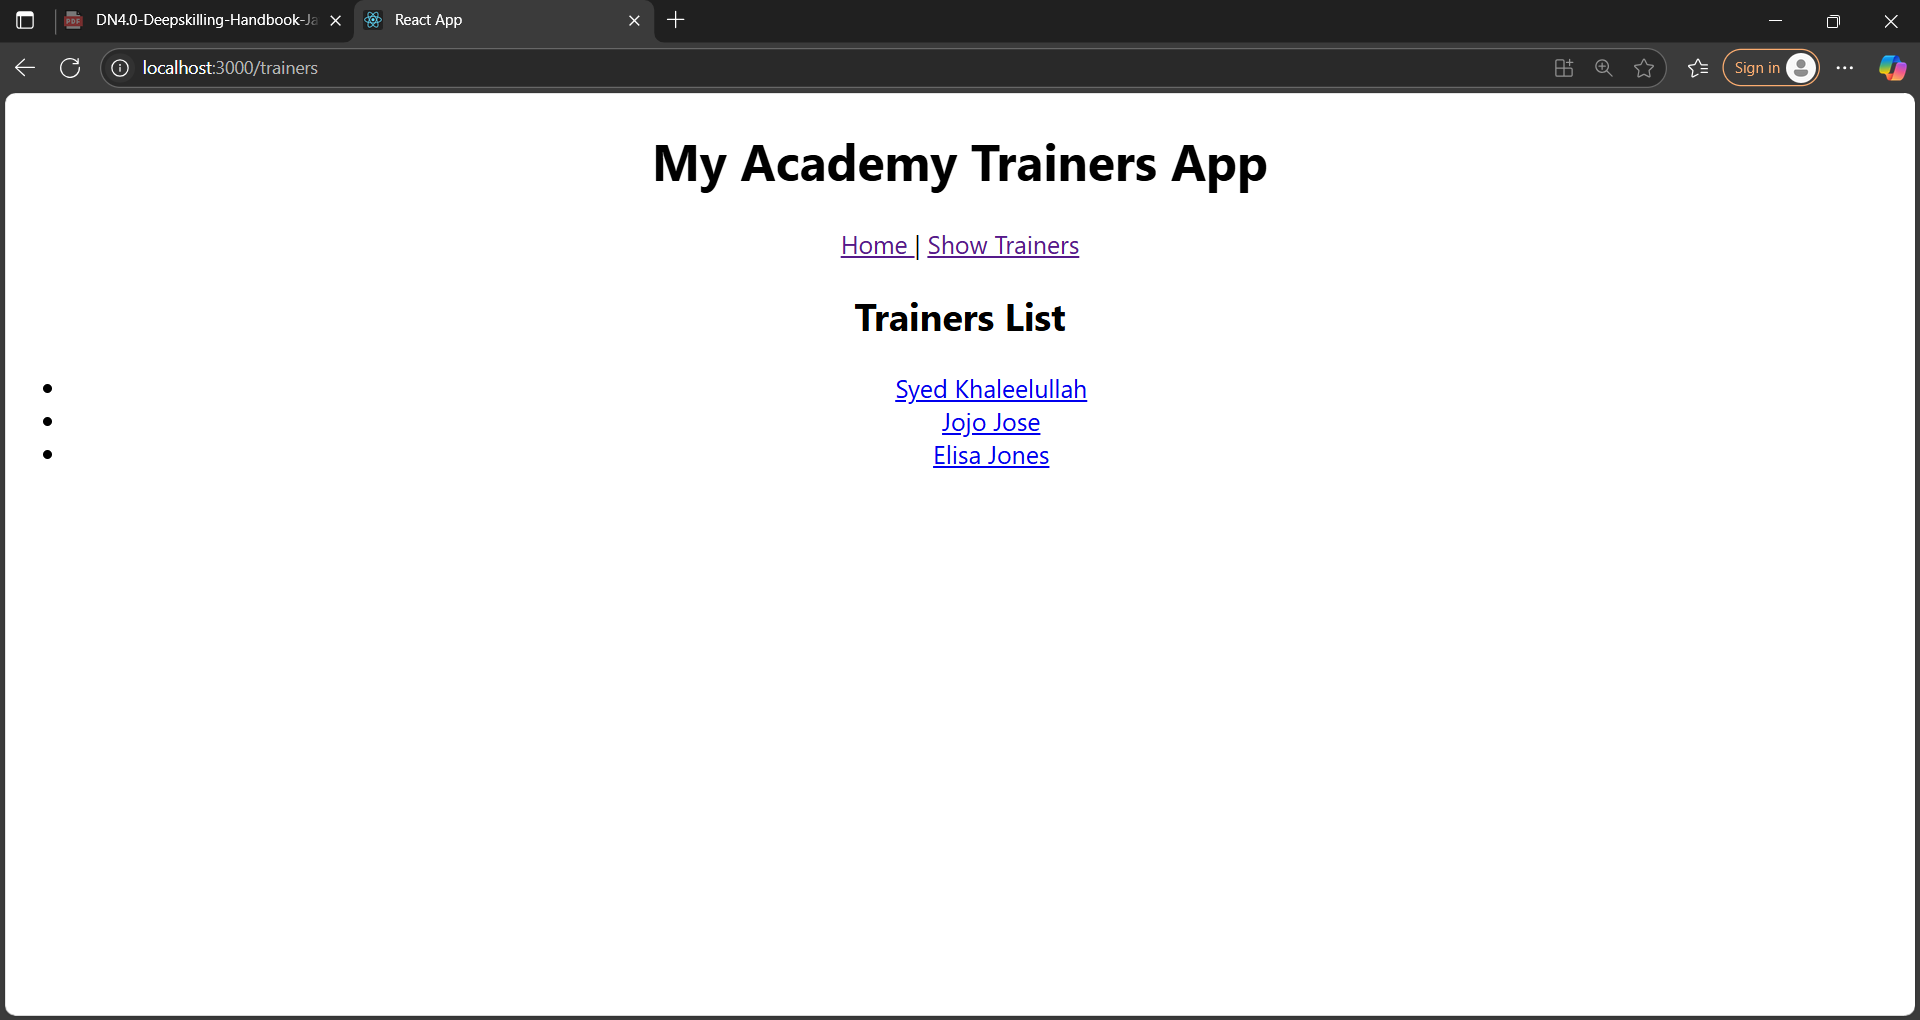 DN4.0-Deepskilling-Handbook-Ja
React App
localhost:3000/trainers
Sign in
My Academy Trainers App
Home | Show Trainers
Trainers List
• Syed Khaleelullah
• Jojo Jose
• Elisa Jones